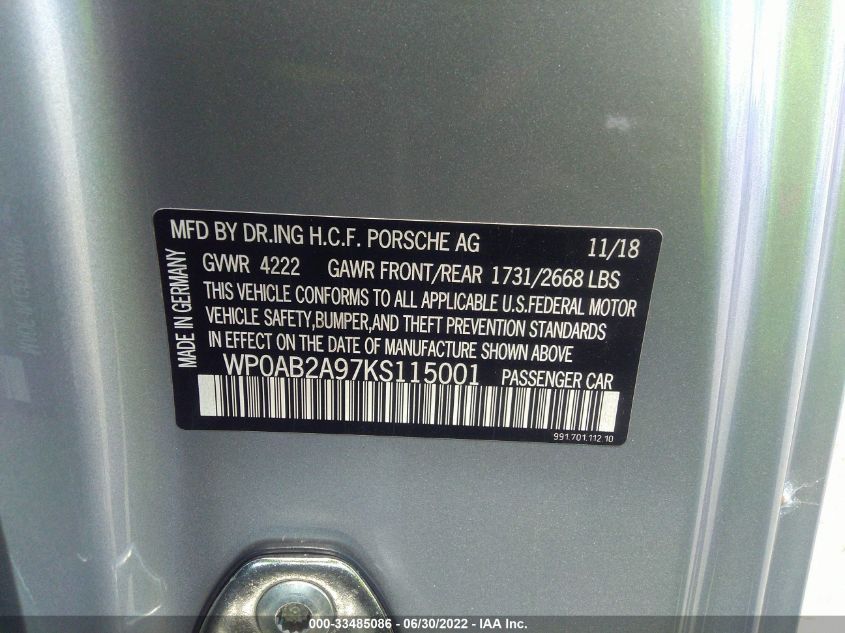 MFD BY DR.ING H.C.F. PORSCHE AG 11/18
MADE IN GERMANY
GVWR 4222 GAWR FRONT/REAR 1731/2668 LBS
THIS VEHICLE CONFORMS TO ALL APPLICABLE U.S.FEDERAL MOTOR
VEHICLE SAFETY,BUMPER,AND THEFT PREVENTION STANDARDS
IN EFFECT ON THE DATE OF MANUFACTURE SHOWN ABOVE
WP0AB2A97KS115001 PASSENGER CAR
991.701.112.10
000-33485086 - 06/30/2022 - IAA Inc.